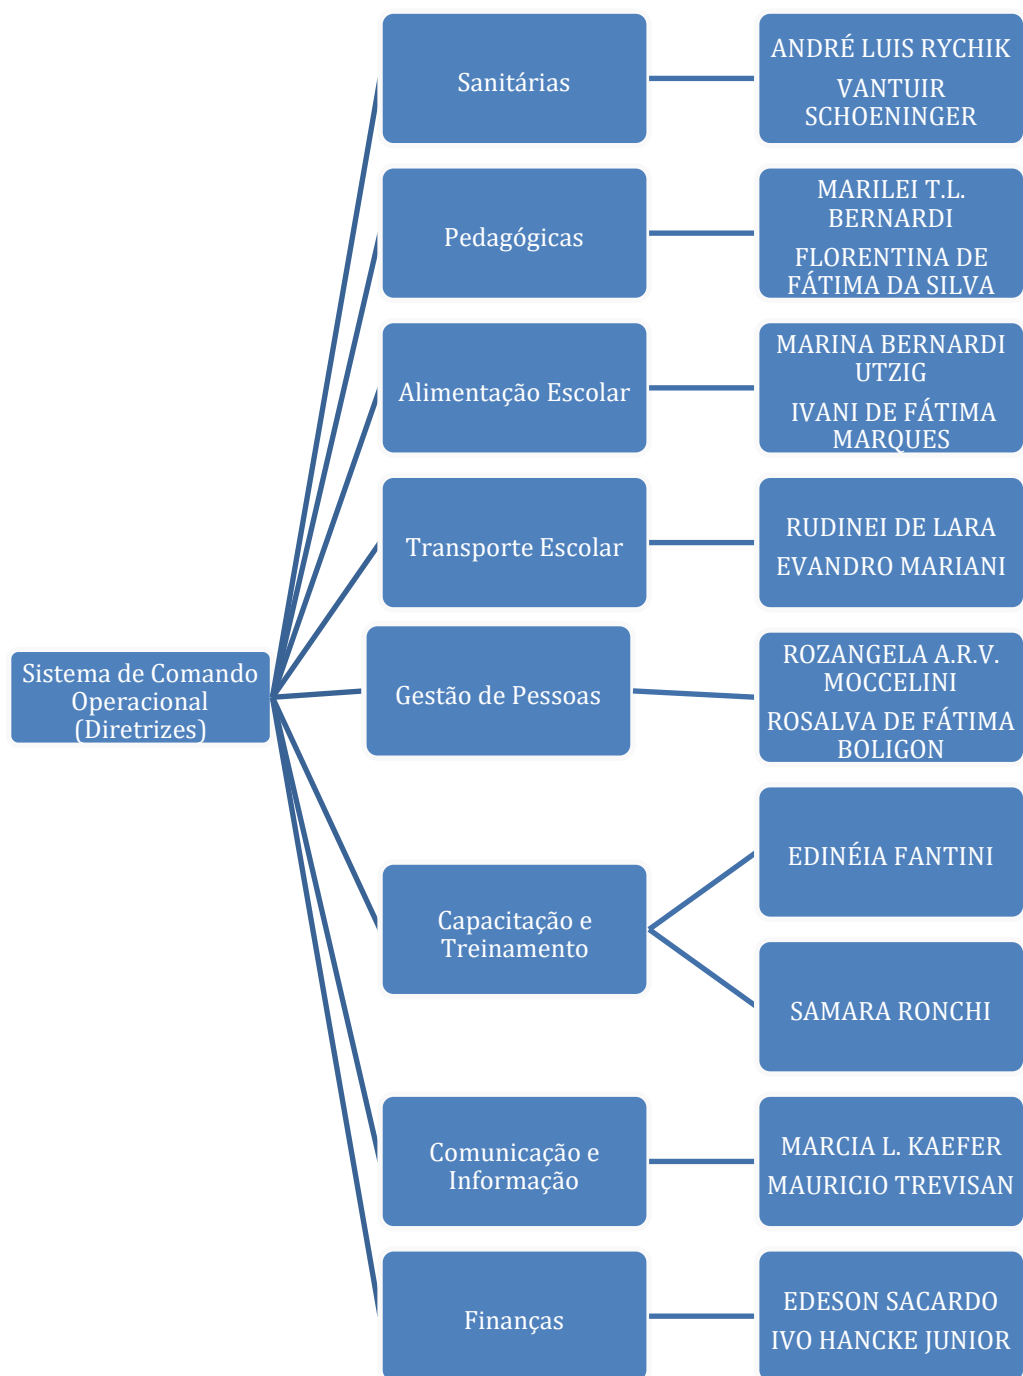 Sanitárias
ANDRÉ LUIS RYCHIK
VANTUIR
SCHOENINGER
Pedagógicas
MARILEI T.L.
BERNARDI
FLORENTINA DE
FÁTIMA DA SILVA
Alimentação Escolar
MARINA BERNARDI
UTZIG
IVANI DE FÁTIMA
MARQUES
Transporte Escolar
RUDINEI DE LARA
EVANDRO MARIANI
Sistema de Comando
Operacional
(Diretrizes)
Gestão de Pessoas
ROZANGELA A.R.V.
MOCCELINI
ROSALVA DE FÁTIMA
BOLIGON
Capacitação e
Treinamento
EDINÉIA FANTINI
SAMARA RONCHI
Comunicação e
Informação
MARCIA L. KAEFER
MAURICIO TREVISAN
Finanças
EDESON SACARDO
IVO HANCKE JUNIOR